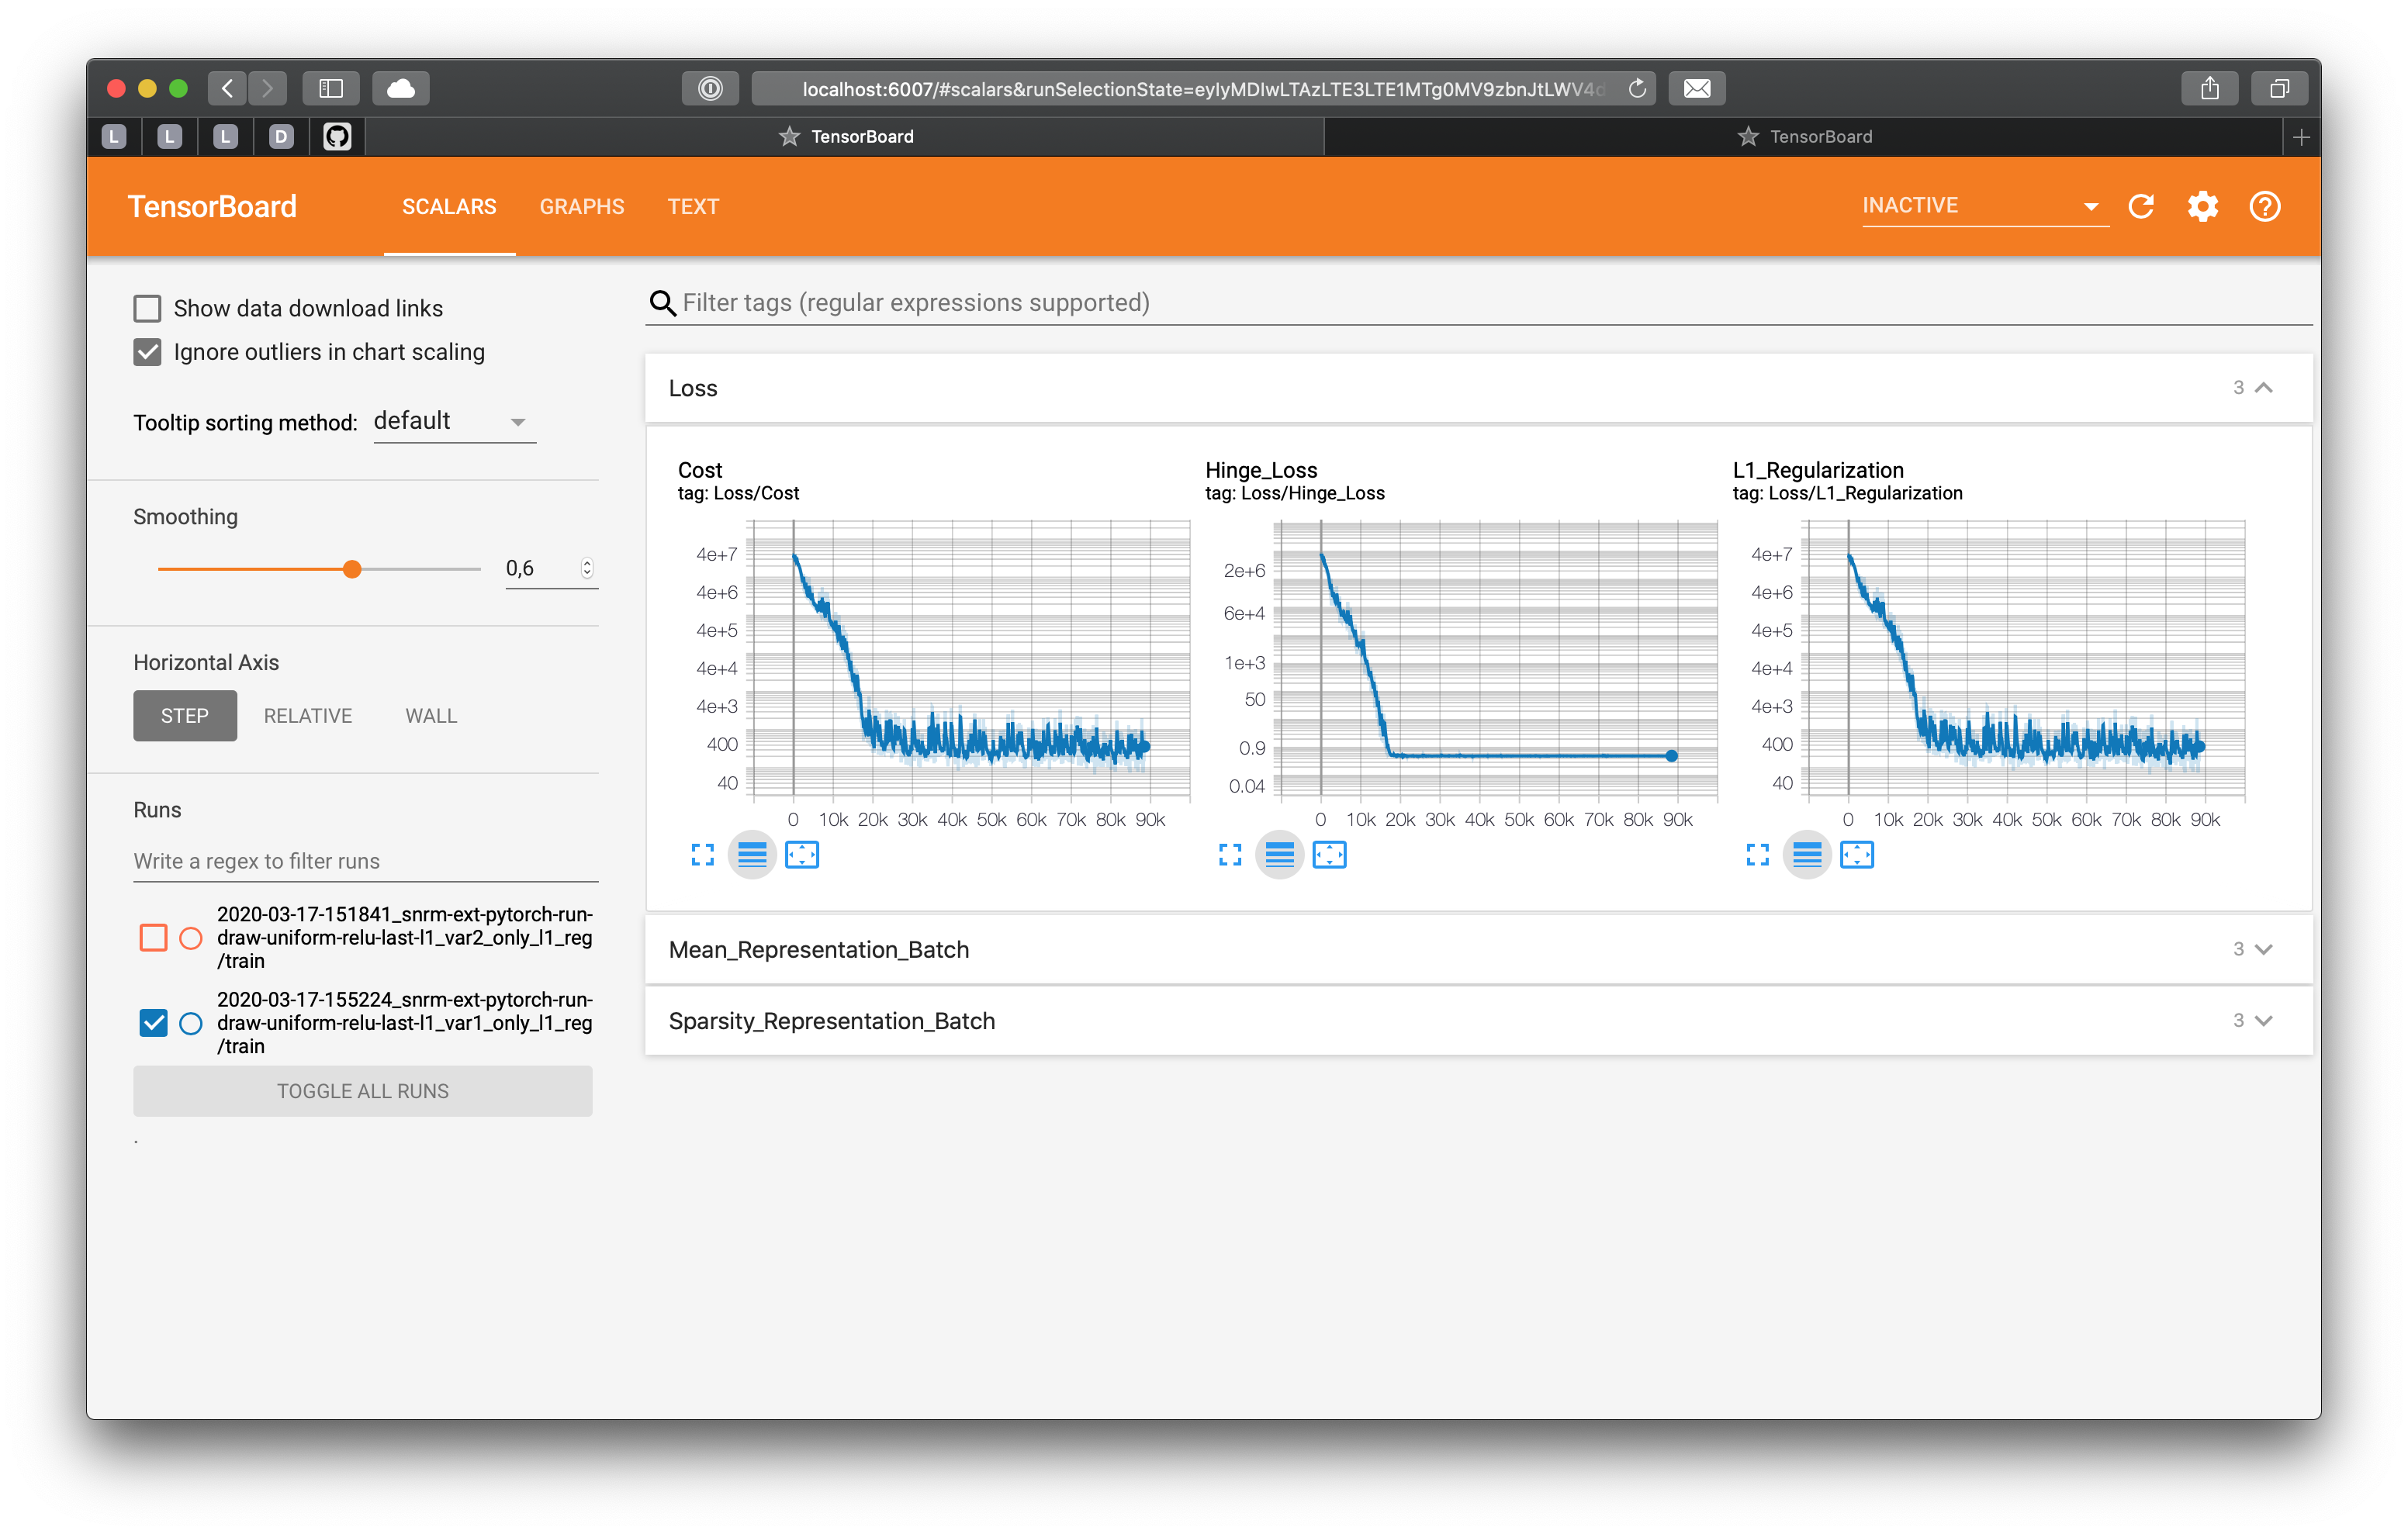 localhost:6007/#scalars&runSelectionState=eyIyMDIwLTAzLTE3LTE1MTg0MV9zbnJtLWV4d
L
L
L
D
TensorBoard
TensorBoard
TensorBoard
SCALARS
GRAPHS
TEXT
INACTIVE
Show data download links
Ignore outliers in chart scaling
Tooltip sorting method: default
Smoothing
0,6
Horizontal Axis
STEP
RELATIVE
WALL
Runs
Write a regex to filter runs
2020-03-17-151841_snrm-ext-pytorch-run-
draw-uniform-relu-last-l1_var2_only_l1_reg
/train
2020-03-17-155224_snrm-ext-pytorch-run-
draw-uniform-relu-last-l1_var1_only_l1_reg
/train
TOGGLE ALL RUNS
.
Filter tags (regular expressions supported)
Loss
3
Cost
tag: Loss/Cost
4e+7
4e+6
4e+5
4e+4
4e+3
400
40
0 10k 20k 30k 40k 50k 60k 70k 80k 90k
Hinge_Loss
tag: Loss/Hinge_Loss
2e+6
6e+4
1e+3
50
0.9
0.04
0 10k 20k 30k 40k 50k 60k 70k 80k 90k
L1_Regularization
tag: Loss/L1_Regularization
4e+7
4e+6
4e+5
4e+4
4e+3
400
40
0 10k 20k 30k 40k 50k 60k 70k 80k 90k
Mean_Representation_Batch
3
Sparsity_Representation_Batch
3